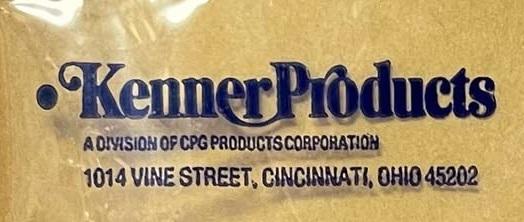 • Kenner Products
A DIVISION OF CPG PRODUCTS CORPORATION
1014 VINE STREET, CINCINNATI, OHIO 45202